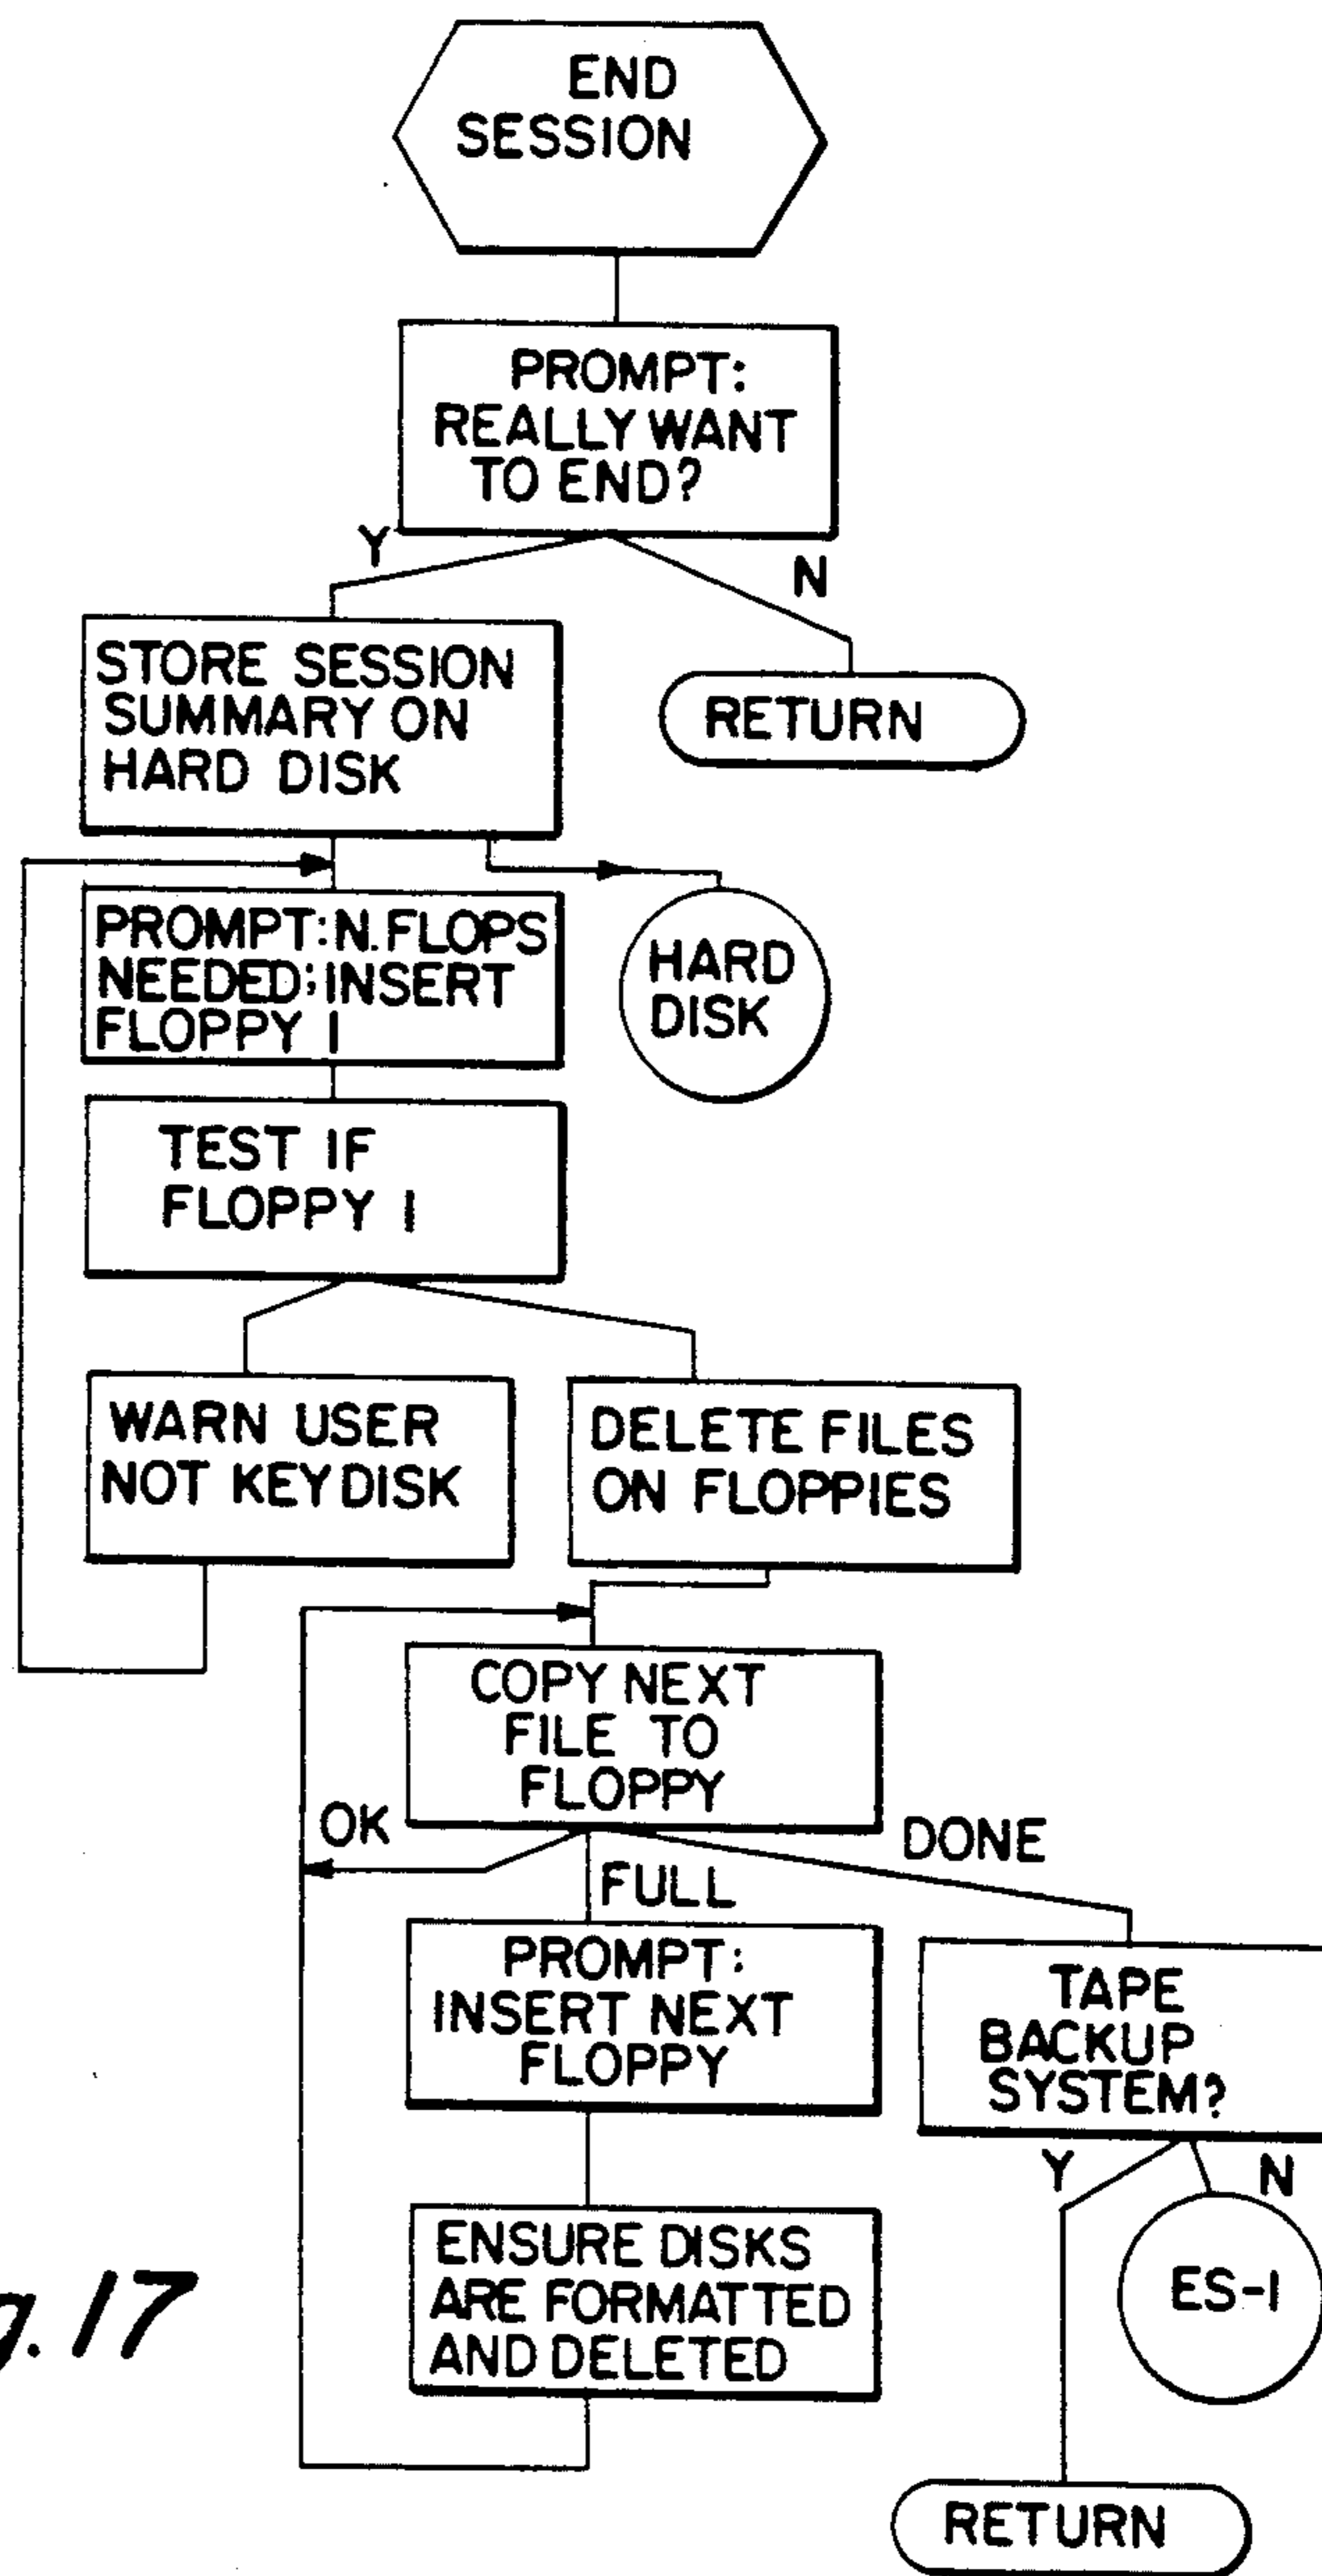 END
SESSION
PROMPT:
REALLY WANT
TO END?
Y
N
STORE SESSION
SUMMARY ON
HARD DISK
RETURN
PROMPT: N. FLOPS
NEEDED; INSERT
FLOPPY 1
HARD
DISK
TEST IF
FLOPPY 1
WARN USER
NOT KEYDISK
DELETE FILES
ON FLOPPIES
COPY NEXT
FILE TO
FLOPPY
OK
FULL
DONE
PROMPT:
INSERT NEXT
FLOPPY
TAPE
BACKUP
SYSTEM?
Y
N
ENSURE DISKS
ARE FORMATTED
AND DELETED
ES-1
g. 17
RETURN